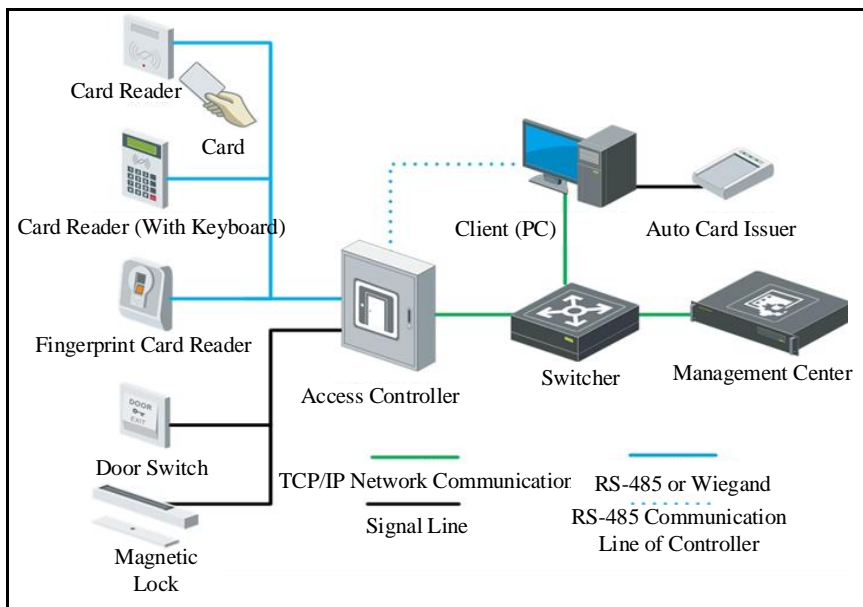 Card Reader
Card
Card Reader (With Keyboard)
Client (PC)
Auto Card Issuer
Fingerprint Card Reader
Access Controller
Switcher
Management Center
DOOR
EXIT
Door Switch
TCP/IP Network Communication
RS-485 or Wiegand
Signal Line
RS-485 Communication
Line of Controller
Magnetic
Lock